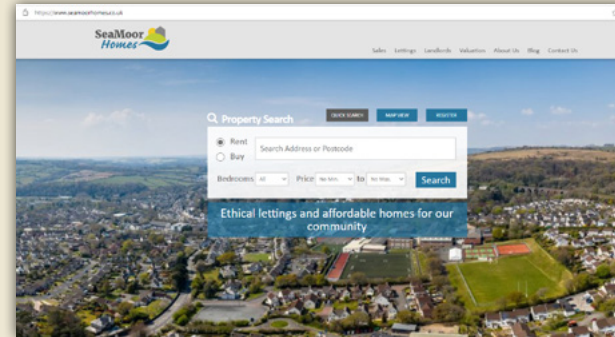 https://www.seamoorhomes.co.uk
SeaMoor
Homes
Sales Lettings Landlords Valuation About Us Blog Contact Us
Property Search
QUICK SEARCH MAP VIEW REGISTER
Rent
Search Address or Postcode
Buy
Bedrooms All Price No Min. to No Max. Search
Ethical lettings and affordable homes for our
community